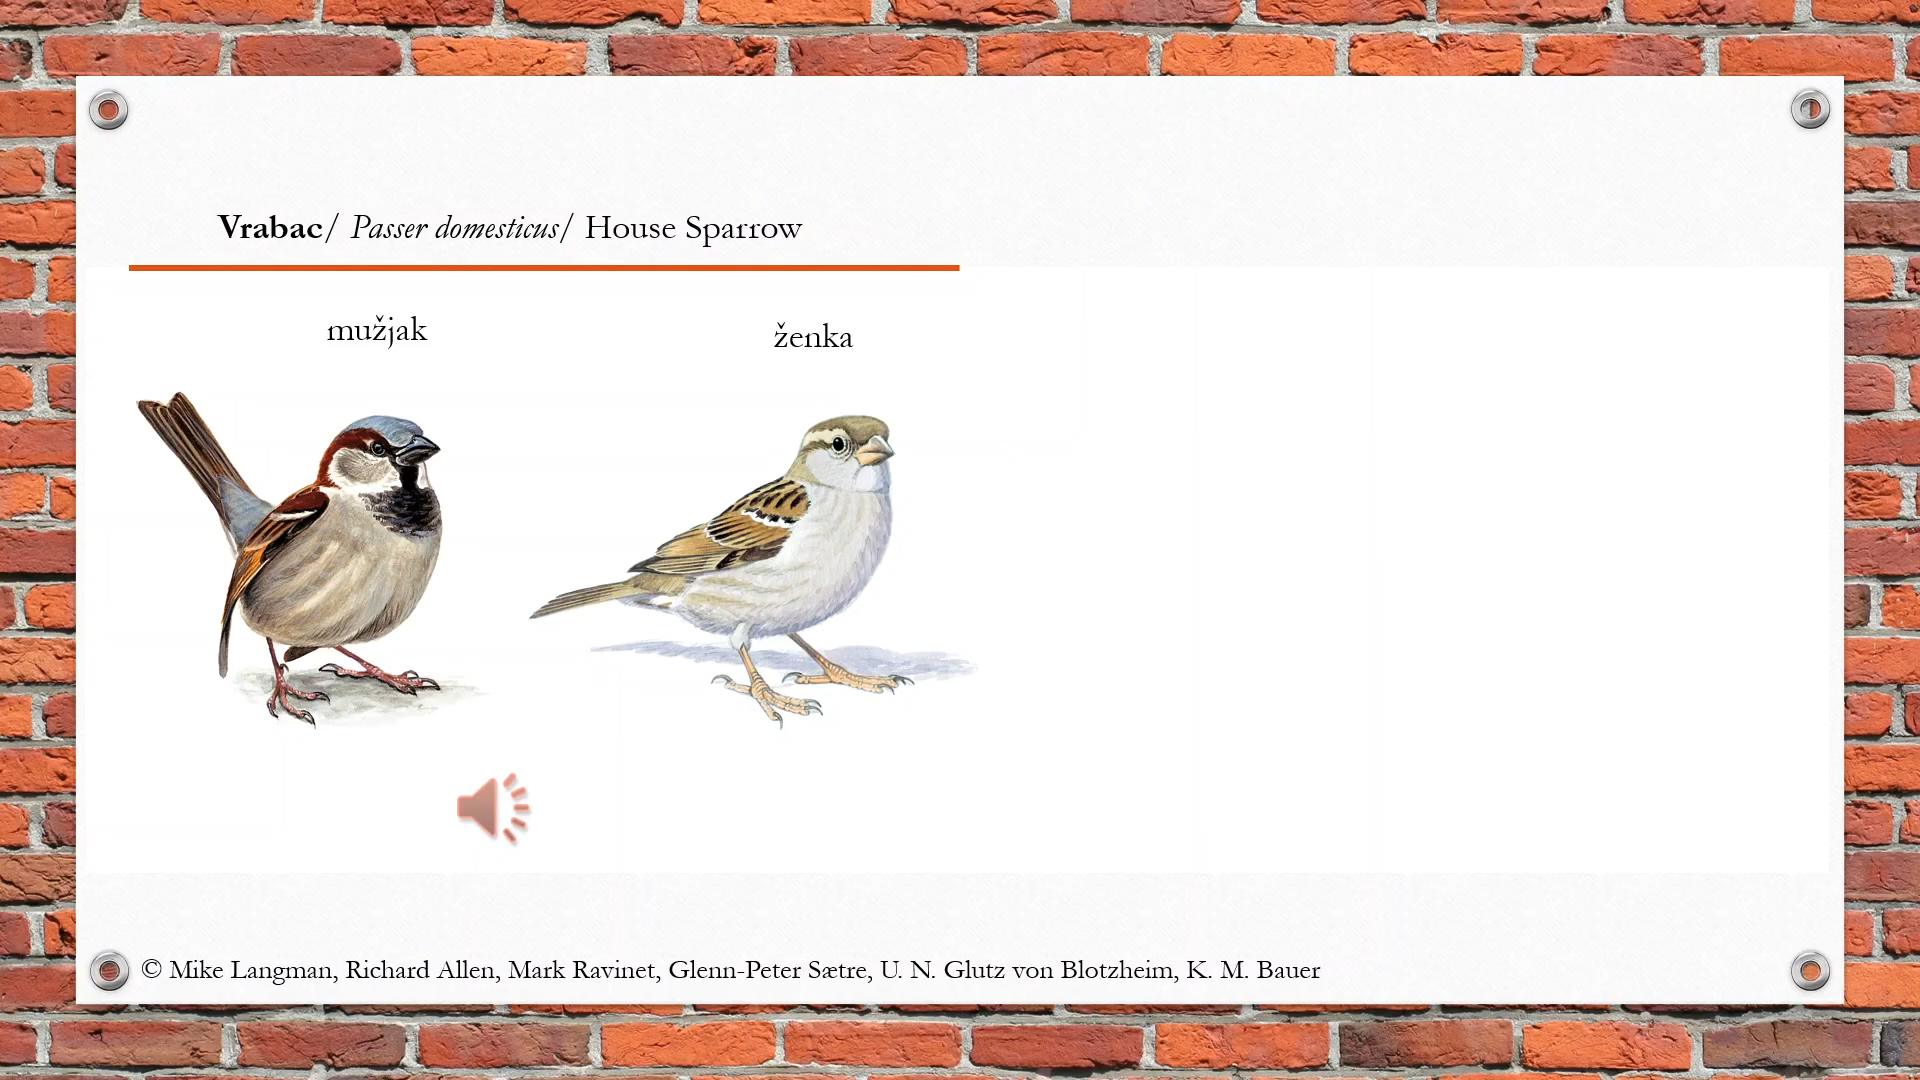 Vrabac/ Passer domesticus/ House Sparrow
mužjak
ženka
© Mike Langman, Richard Allen, Mark Ravinet, Glenn-Peter Sætre, U. N. Glutz von Blotzheim, K. M. Bauer